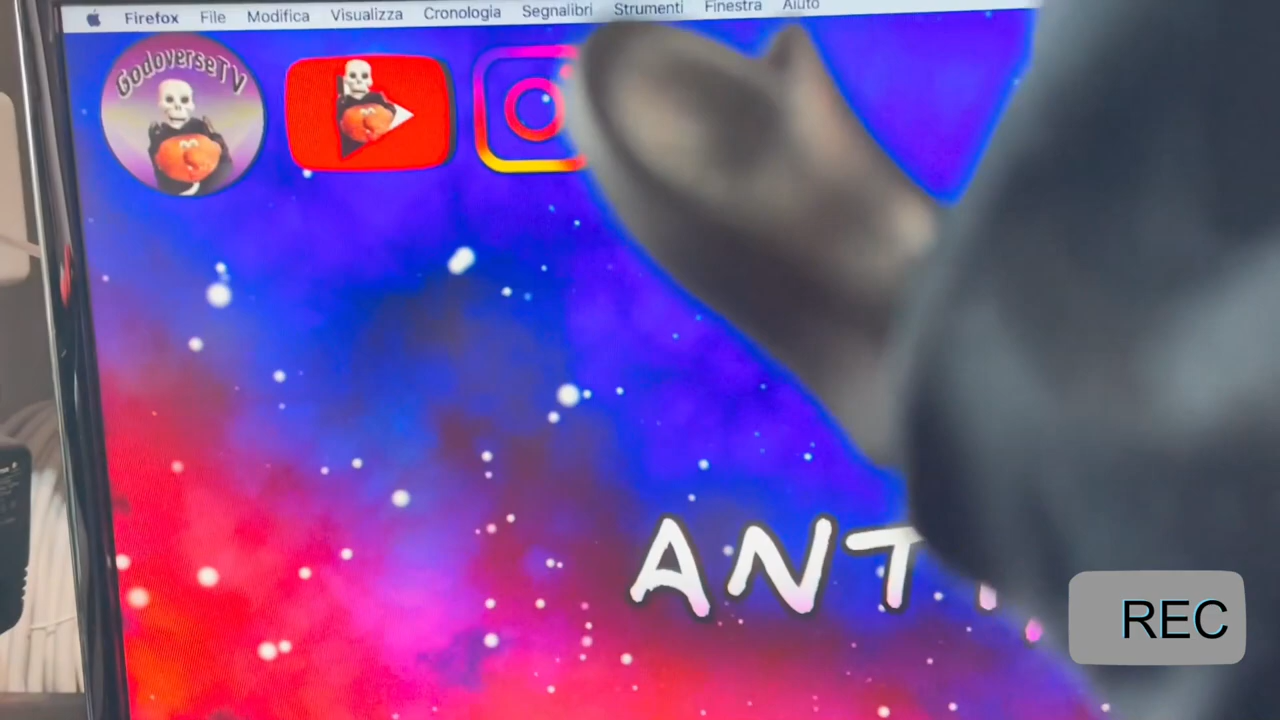 Firefox File Modifica Visualizza Cronologia Segnalibri Strumenti Finestra Aiuto
GodoverseTV
ANT
REC